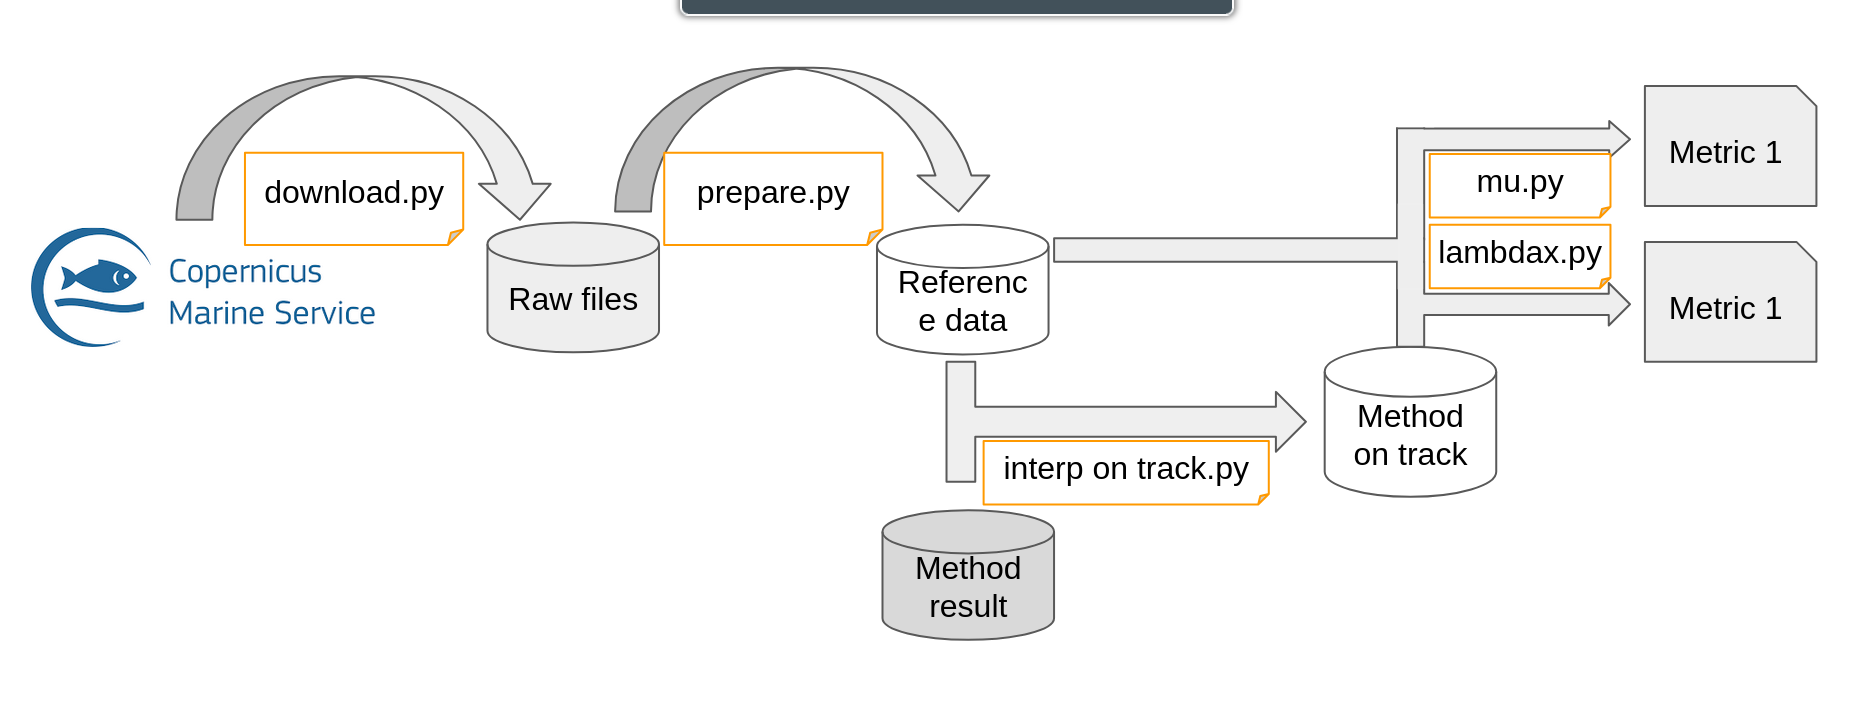 download.py
prepare.py
Copernicus
Marine Service
Raw files
Referenc
e data
mu.py
lambdax.py
Metric 1
Metric 1
interp on track.py
Method
on track
Method
result